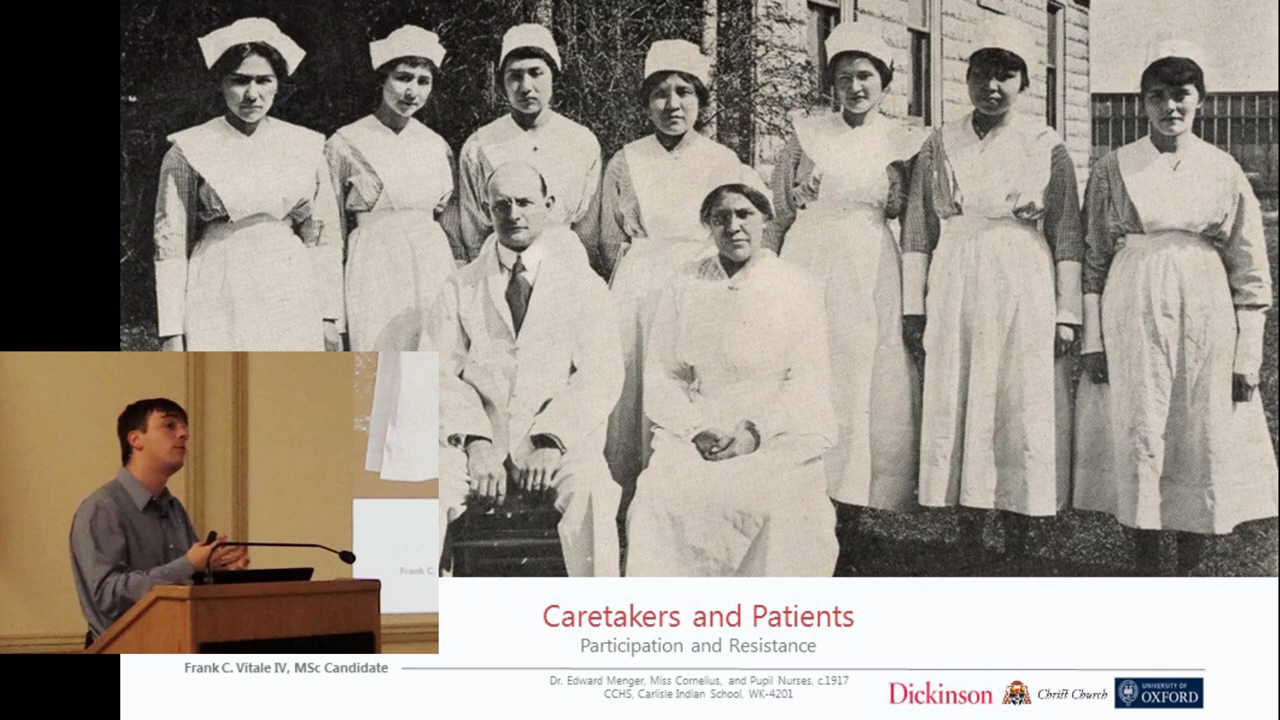 Frank C.
Caretakers and Patients
Participation and Resistance
Frank C. Vitale IV, MSc Candidate
Dr. Edward Menger, Miss Cornelius, and Pupil Nurses, c.1917
CCHS, Carlisle Indian School, WK-4201
Dickinson
Christ Church
UNIVERSITY OF
OXFORD